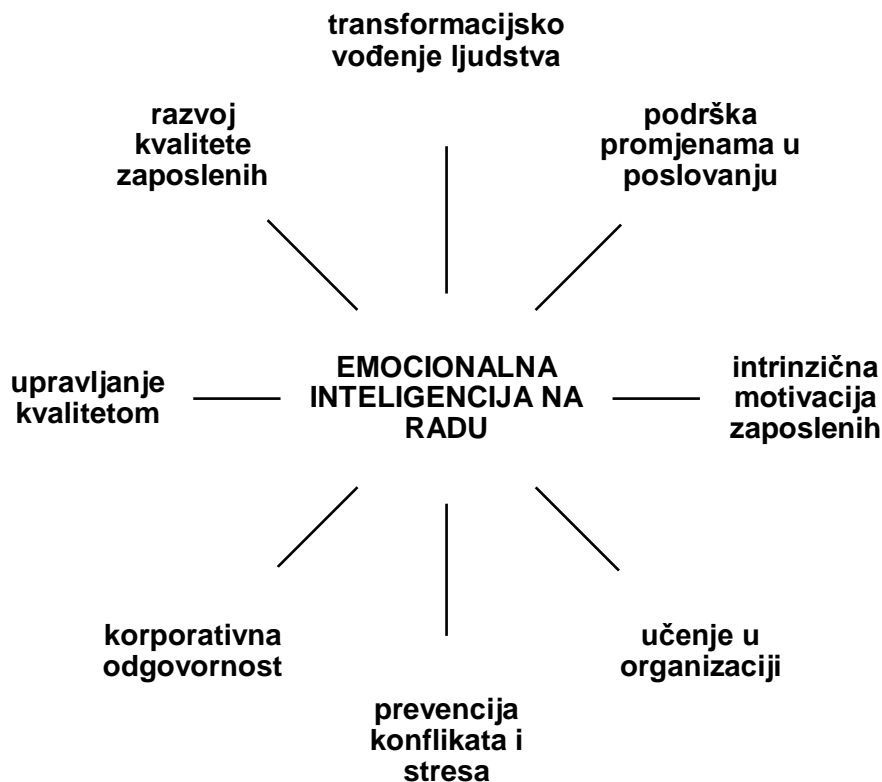 transformacijsko
vođenje ljudstva
razvoj
kvalitete
zaposlenih
podrška
promjenama u
poslovanju
upravljanje
kvalitetom
EMOCIONALNA
INTELIGENCIJA NA
RADU
intrinzična
motivacija
zaposlenih
korporativna
odgovornost
prevencija
konflikata i
stresa
učenje u
organizaciji